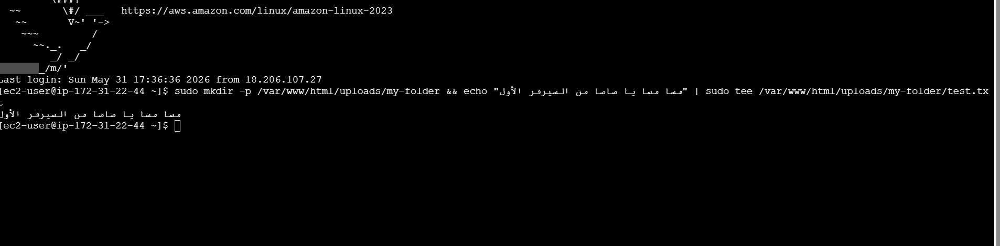 \###|
~~ \#/ ___ https://aws.amazon.com/linux/amazon-linux-2023
~~ V~' '->
~~~ /
~~._. _/
_/ _/
_/m/'
Last login: Sun May 31 17:36:36 2026 from 18.206.107.27
[ec2-user@ip-172-31-22-44 ~]$ sudo mkdir -p /var/www/html/uploads/my-folder && echo "مسا مسا يا صاصا من السيرفر الأول" | sudo tee /var/www/html/uploads/my-folder/test.tx
t
مسا مسا يا صاصا من السيرفر الأول
[ec2-user@ip-172-31-22-44 ~]$